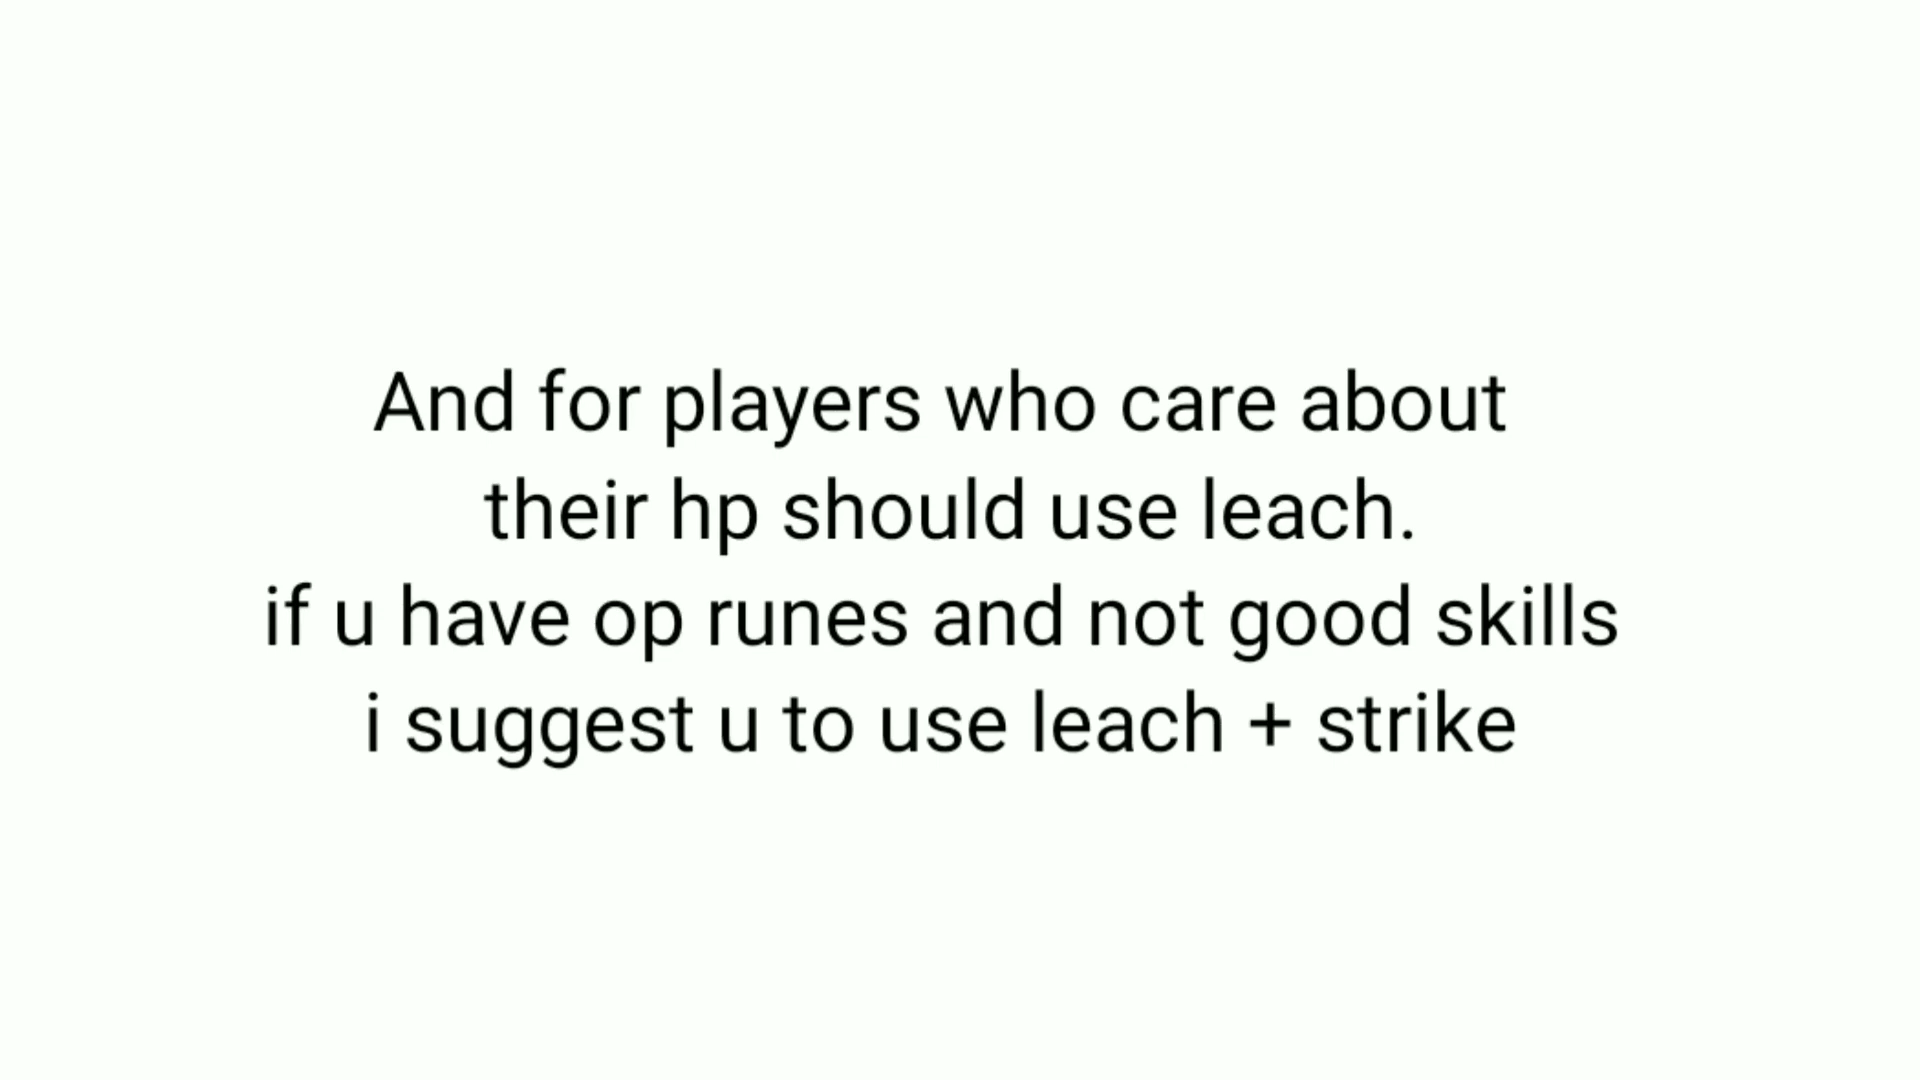 And for players who care about
their hp should use leach.
if u have op runes and not good skills
i suggest u to use leach + strike